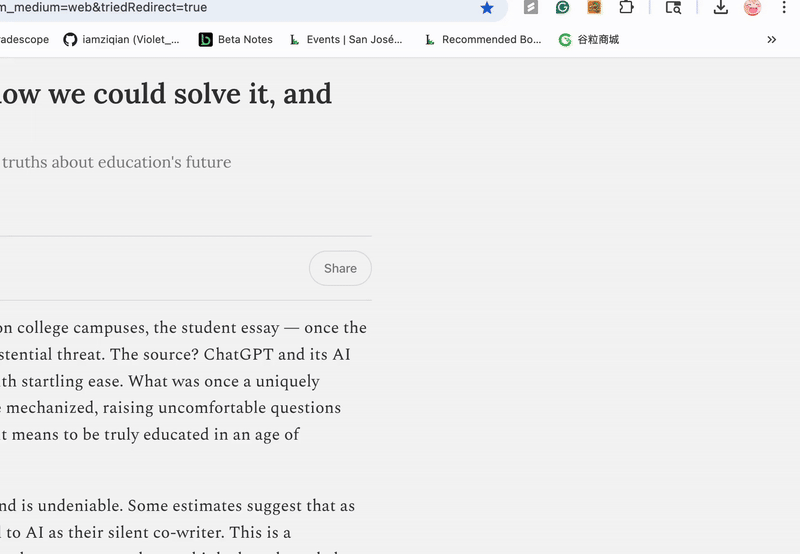 m_medium=web&triedRedirect=true
adescope iamziqian (Violet_... Beta Notes Events | San José... Recommended Bo... 谷粒商城
how we could solve it, and
truths about education's future
Share
on college campuses, the student essay — once the
stential threat. The source? ChatGPT and its AI
th startling ease. What was once a uniquely
e mechanized, raising uncomfortable questions
t means to be truly educated in an age of
nd is undeniable. Some estimates suggest that as
l to AI as their silent co-writer. This is a